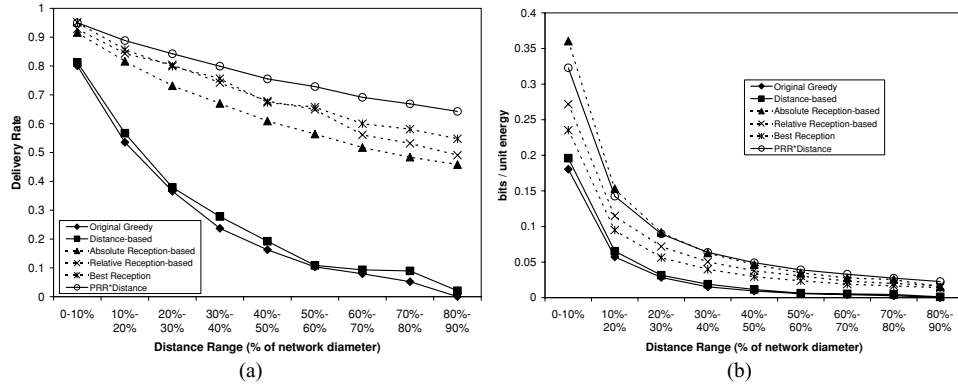 1
0.9
0.8
0.7
0.6
0.5
0.4
0.3
0.2
0.1
0
Delivery Rate
Original Greedy
Distance-based
Absolute Reception-based
Relative Reception-based
Best Reception
PRR*Distance
0-10% 10%- 20%- 30%- 40%- 50%- 60%- 70%- 80%-
20% 30% 40% 50% 60% 70% 80% 90%
Distance Range (% of network diameter)
(a)
0.4
0.35
0.3
0.25
0.2
0.15
0.1
0.05
0
bits / unit energy
Original Greedy
Distance-based
Absolute Reception-based
Relative Reception-based
Best Reception
PRR*Distance
0-10% 10%- 20%- 30%- 40%- 50%- 60%- 70%- 80%-
20% 30% 40% 50% 60% 70% 80% 90%
Distance Range (% of network diameter)
(b)